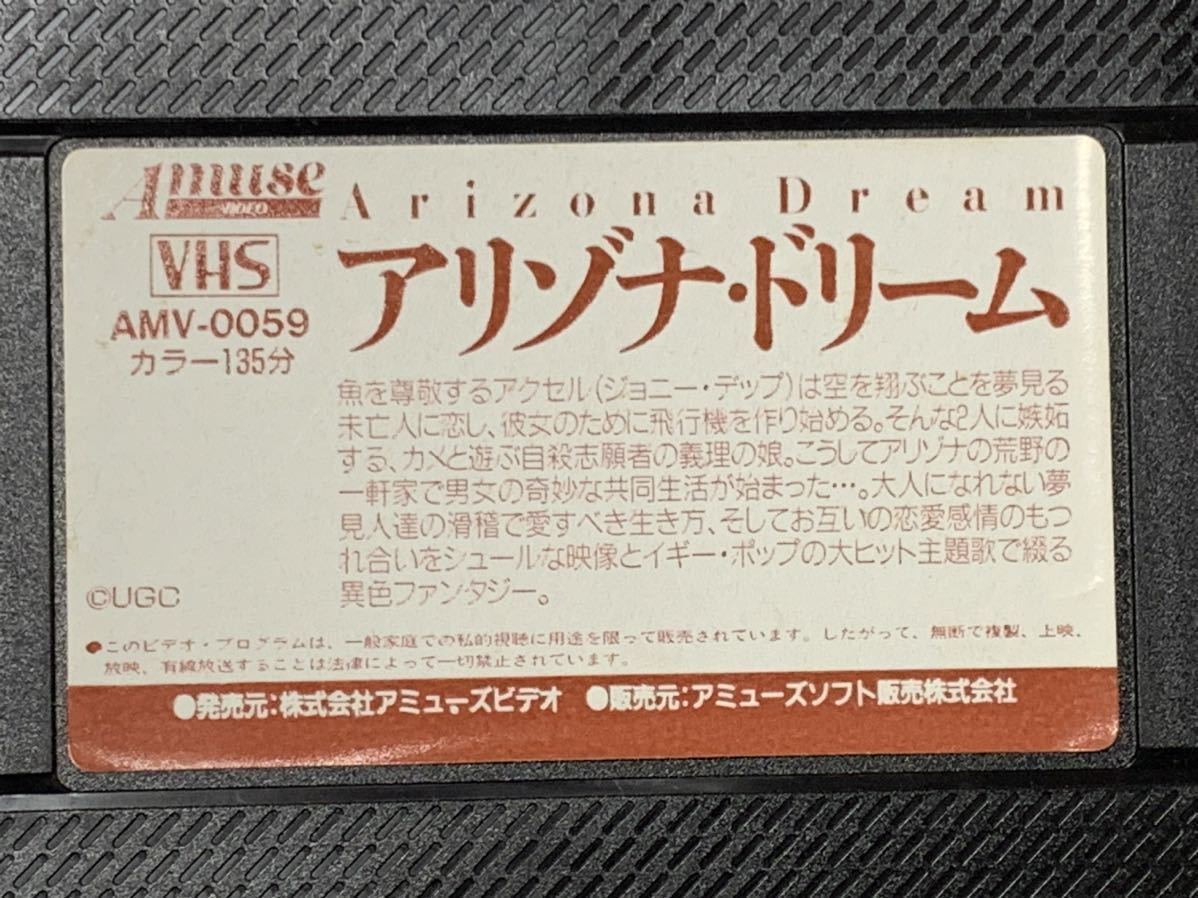 Amuse
VIDEO
VHS
AMV-0059
カラー135分
Arizona Dream
アリゾナ・ドリーム
魚を尊敬するアクセル(ジョニー・デップ)は空を翔ぶことを夢見る
未亡人に恋し、彼女のために飛行機を作り始める。そんな2人に嫉妬
する、カメと遊ぶ自殺志願者の義理の娘。こうしてアリゾナの荒野の
一軒家で男女の奇妙な共同生活が始まった…。大人になれない夢
見人達の滑稽で愛すべき生き方、そしてお互いの恋愛感情のもつ
れ合いをシュールな映像とイギー・ポップの大ヒット主題歌で綴る
異色ファンタジー。
©UGC
●このビデオ・プログラムは、一般家庭での私的視聴に用途を限って販売されています。したがって、無断で複製、上映、
放映、有線放送することは法律によって一切禁止されています。
●発売元:株式会社アミューズビデオ ●販売元:アミューズソフト販売株式会社